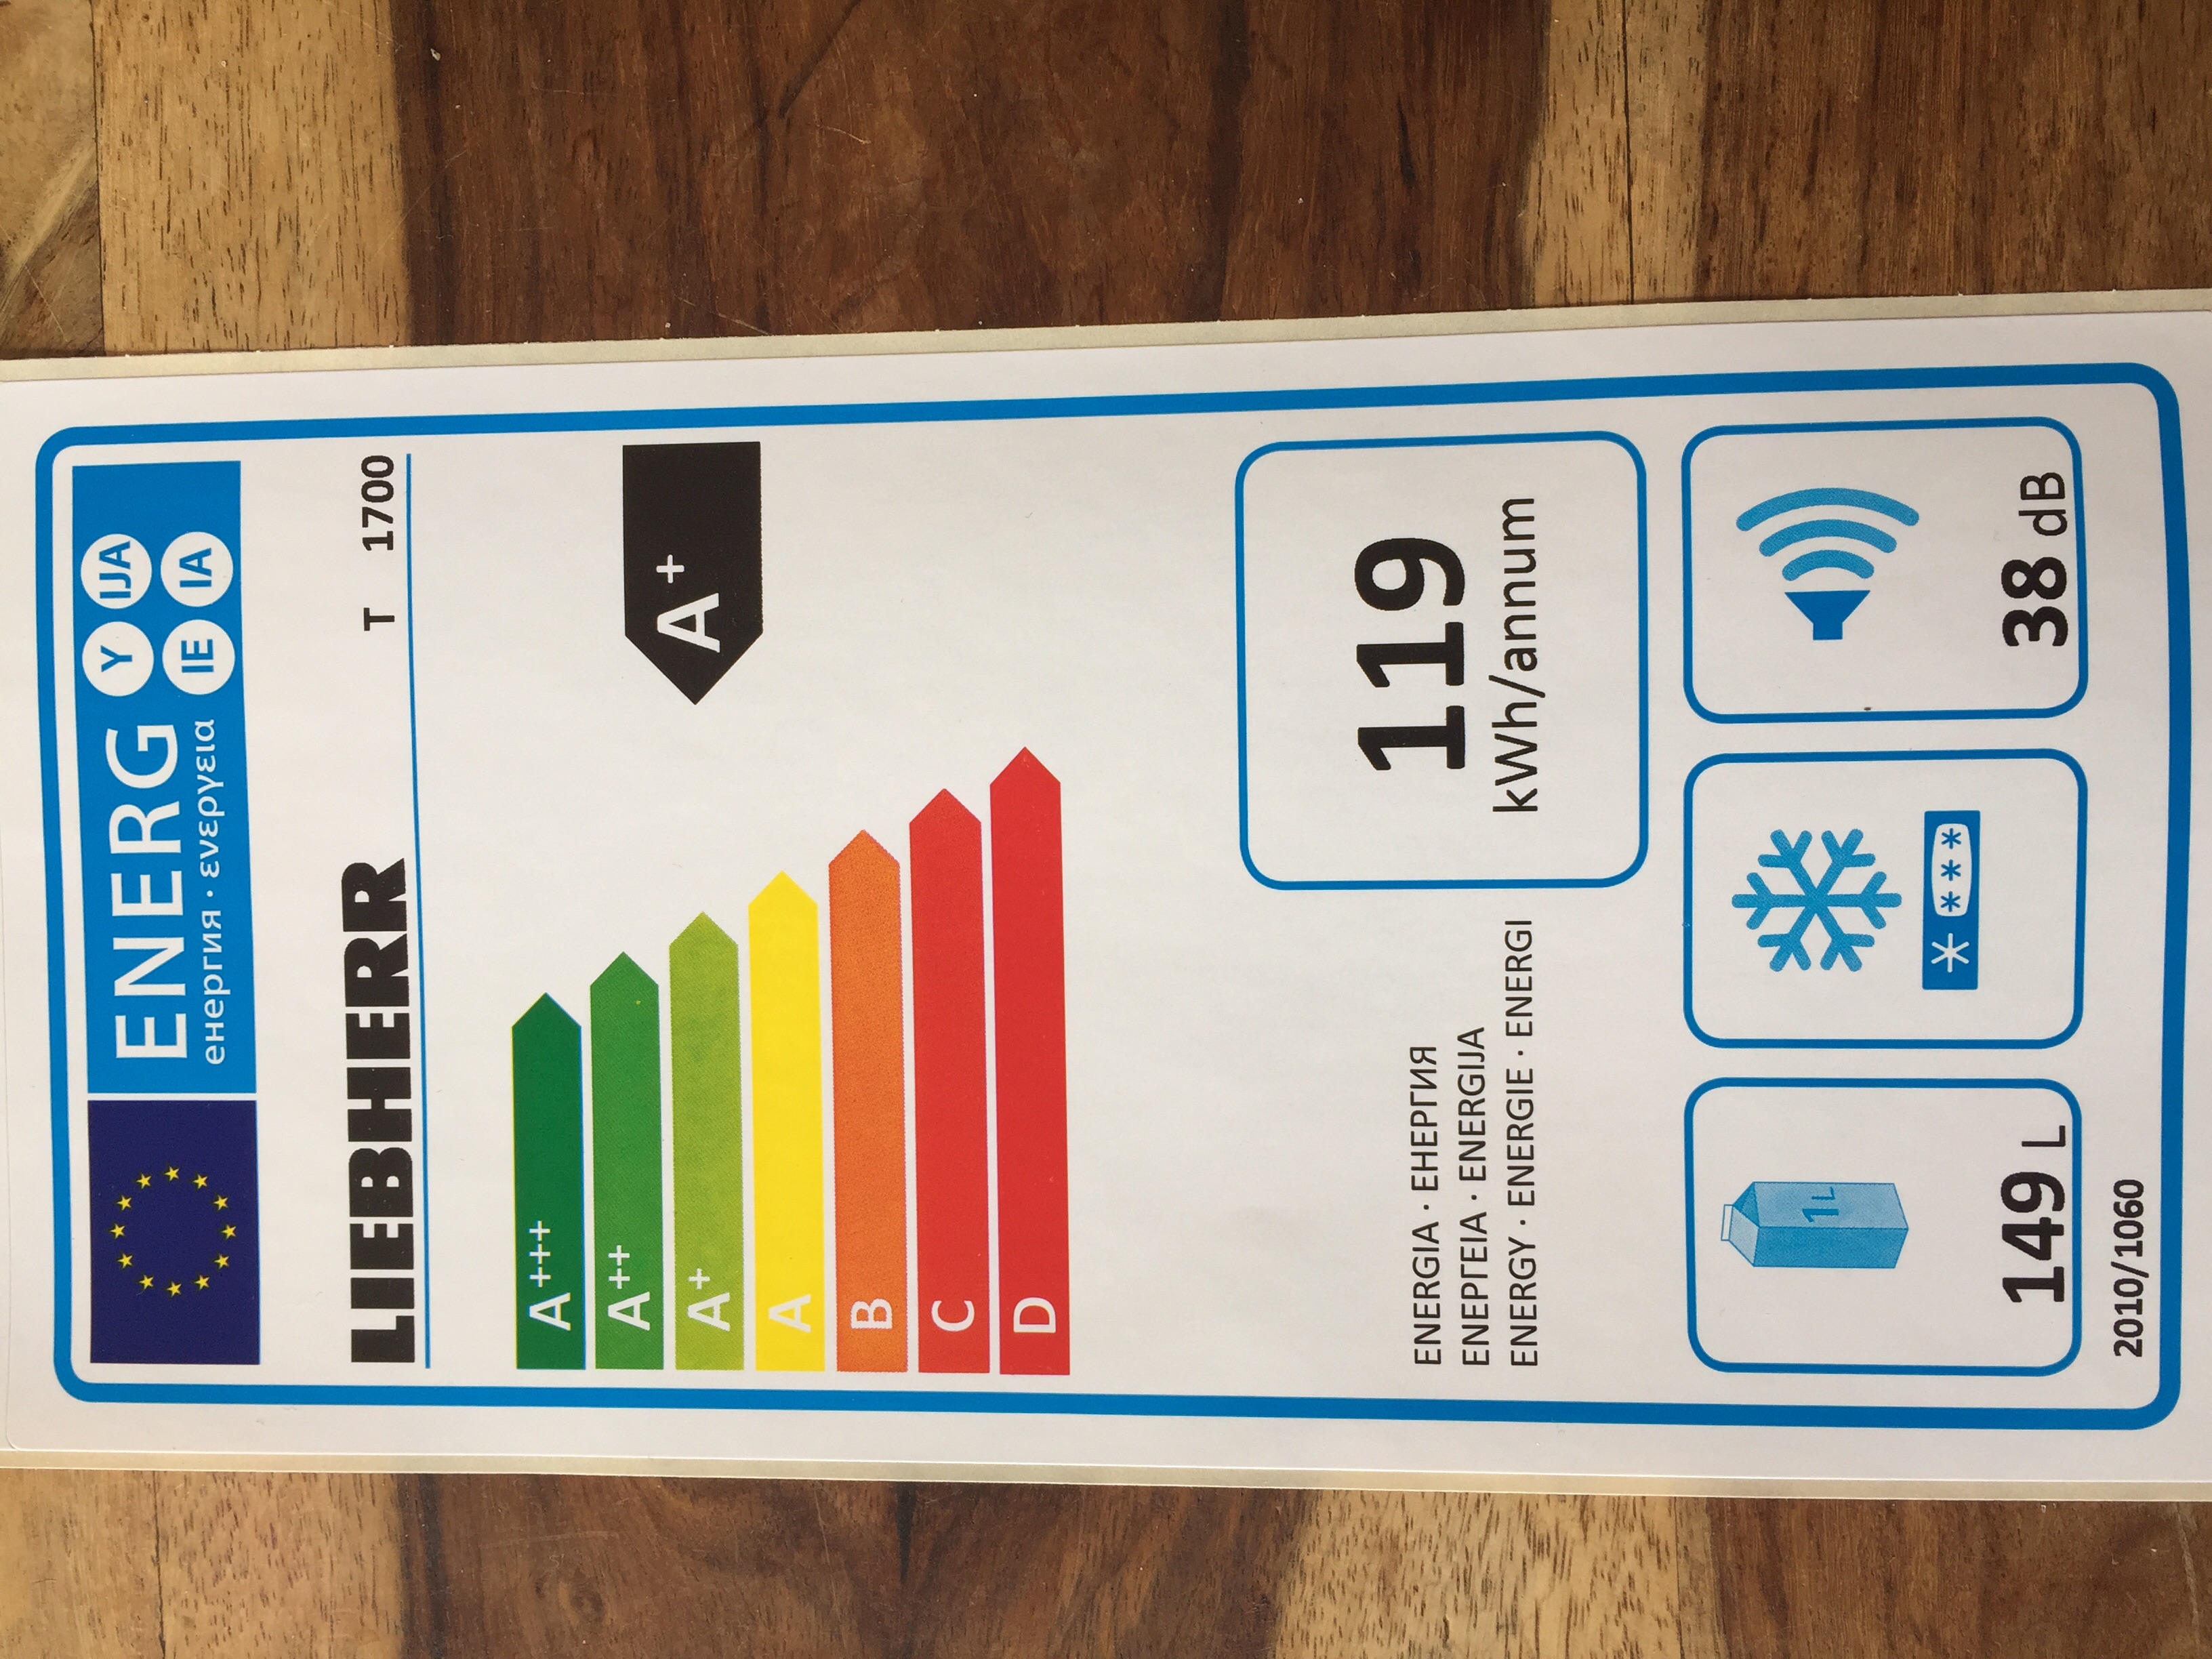 ENERG Y IJA
енергия · ενεργεια IE IA
LIEBHERR T 1700
A+++
A++
A+
A+
A
B
C
D
ENERGIA · ЕНЕРГИЯ
ΕΝΕΡΓΕΙΑ · ENERGIJA
ENERGY · ENERGIE · ENERGI
119
kWh/annum
1L
149 L
38 dB
2010/1060